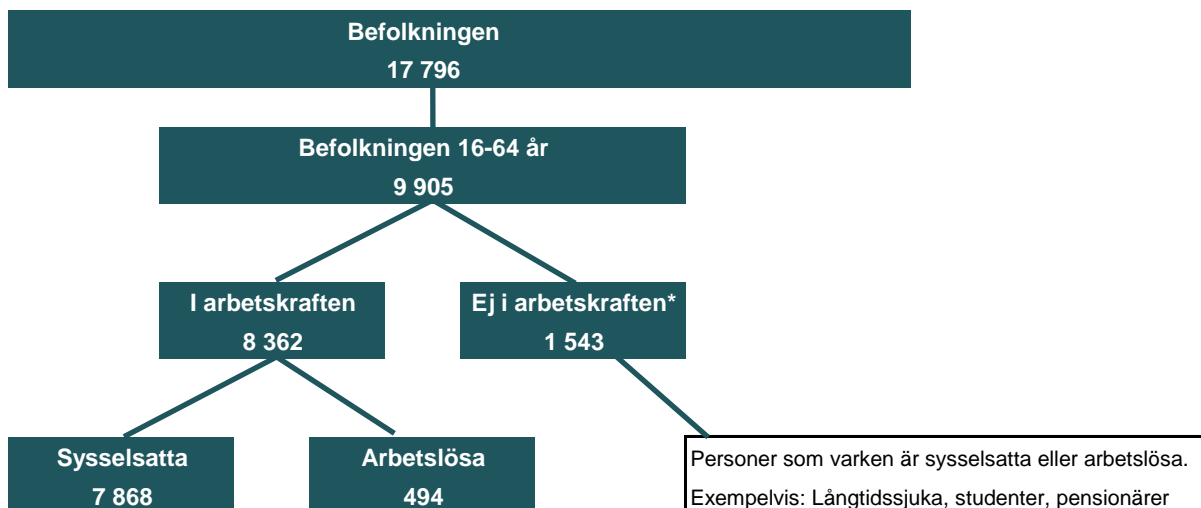 Befolkningen
17 796
Befolkningen 16-64 år
9 905
I arbetskraften
8 362
Ej i arbetskraften*
1 543
Sysselsatta
7 868
Arbetslösa
494
Personer som varken är sysselsatta eller arbetslösa.
Exempelvis: Långtidssjuka, studenter, pensionärer